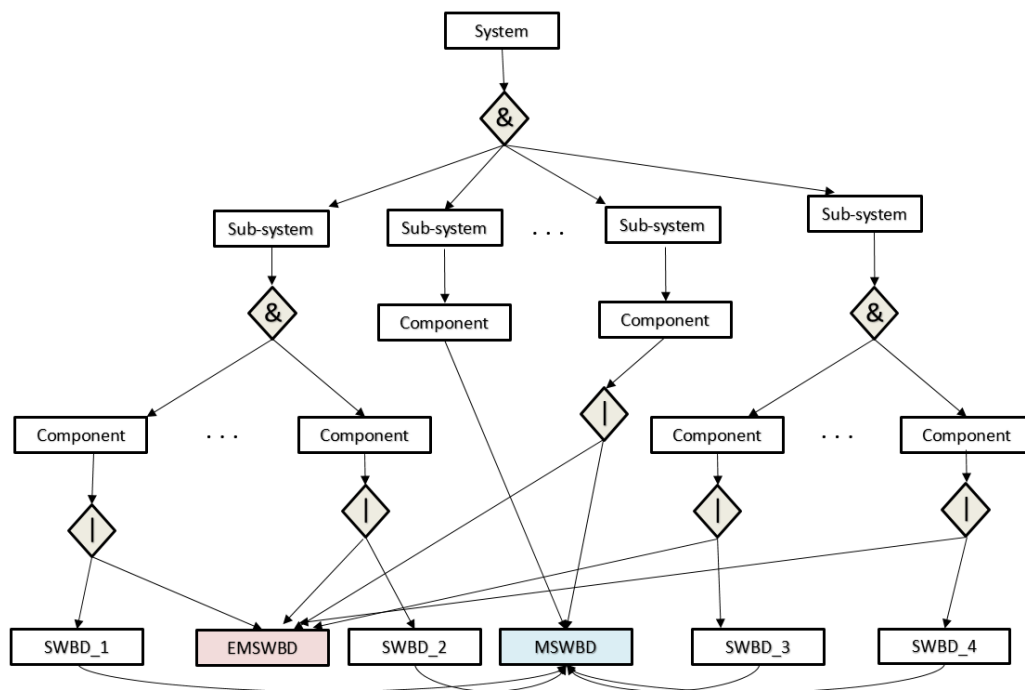 System
&
Sub-system
Sub-system
. . .
Sub-system
Sub-system
&
Component
Component
&
|
Component
. . .
Component
Component
. . .
Component
|
|
|
|
SWBD_1
EMSWBD
SWBD_2
MSWBD
SWBD_3
SWBD_4